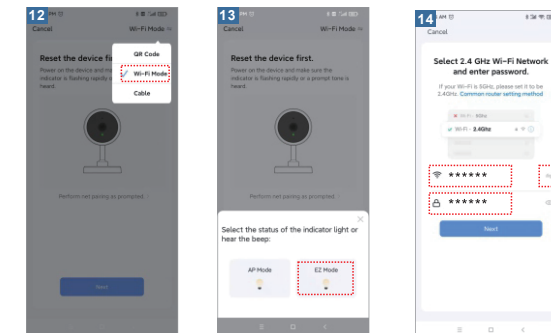 12
Cancel
Wi-Fi Mode
Reset the device fi
Power on the device and ma
indicator is flashing rapidly o
heard.
QR Code
Wi-Fi Mode
Cable
Perform net pairing as prompted.
Next
13
Cancel
Wi-Fi Mode
Reset the device first.
Power on the device and make sure the
indicator is flashing rapidly or a prompt tone is
heard.
Perform net pairing as prompted.
Select the status of the indicator light or
hear the beep:
AP Mode
EZ Mode
14
AM
Cancel
Select 2.4 GHz Wi-Fi Network
and enter password.
If your Wi-Fi is 5GHz, please set it to be
2.4GHz. Common router setting method
Wi-Fi - 5Ghz
Wi-Fi - 2.4Ghz
******
******
Next